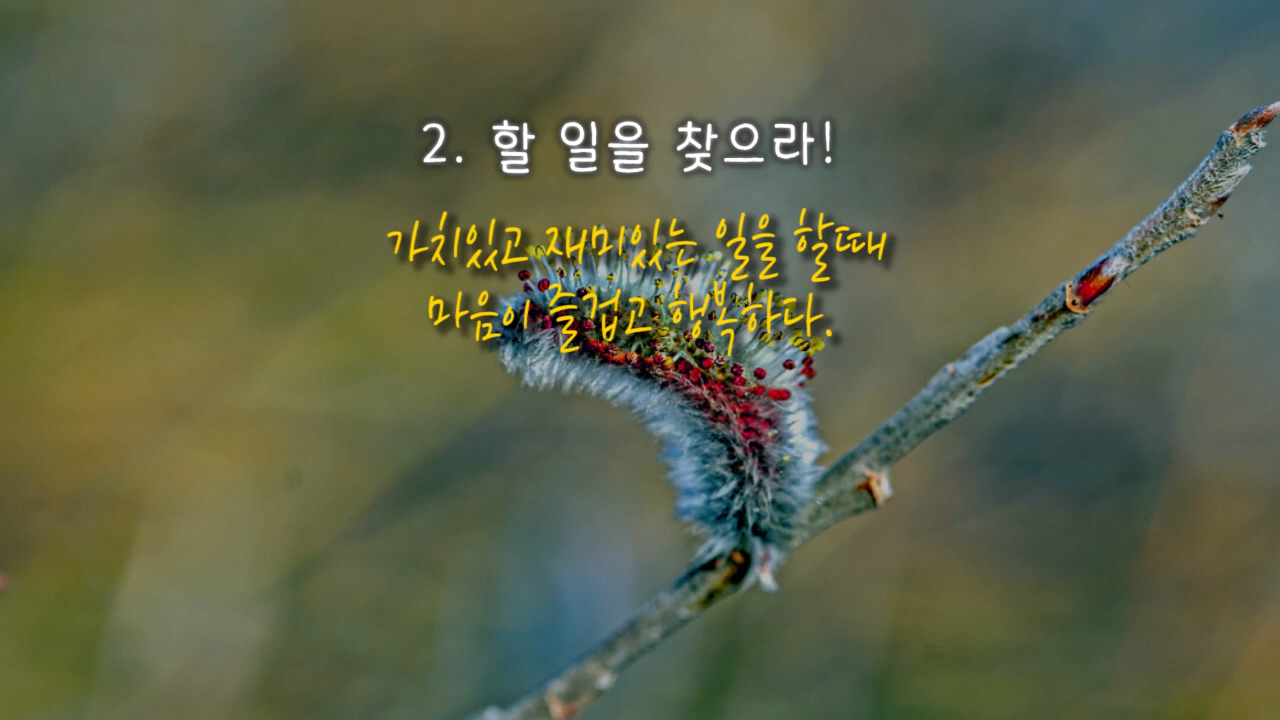 2. 할 일을 찾으라!
가치있고 재미있는 일을 할때
마음이 즐겁고 행복하다.